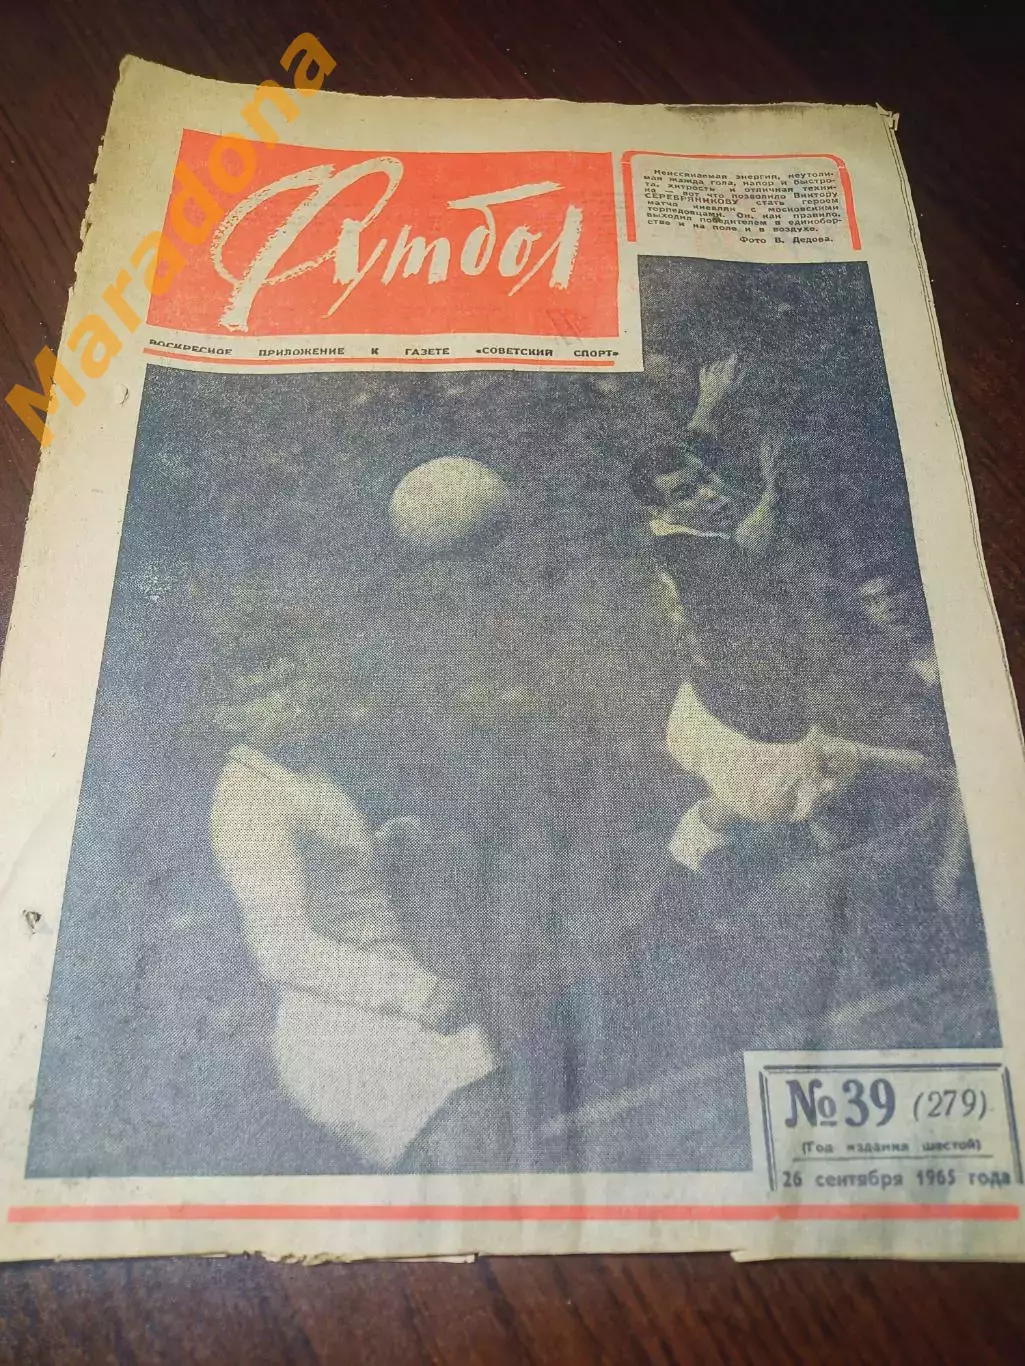 Maradona
Футбол
ВОСКРЕСНОЕ ПРИЛОЖЕНИЕ К ГАЗЕТЕ «СОВЕТСКИЙ СПОРТ»
Неиссякаемая энергия, неутоли-
мая жажда гола, напор и быстро-
та, хитрость и отличная техни-
ка — вот что позволило Виктору
СЕРЕБРЯНИКОВУ стать героем
матча киевлян с московскими
торпедовцами. Он, как правило,
выходил победителем в единобор-
стве и на поле и в воздухе.
Фото В. Дедова.
№ 39 (279)
(Год издания шестой)
26 сентября 1965 года